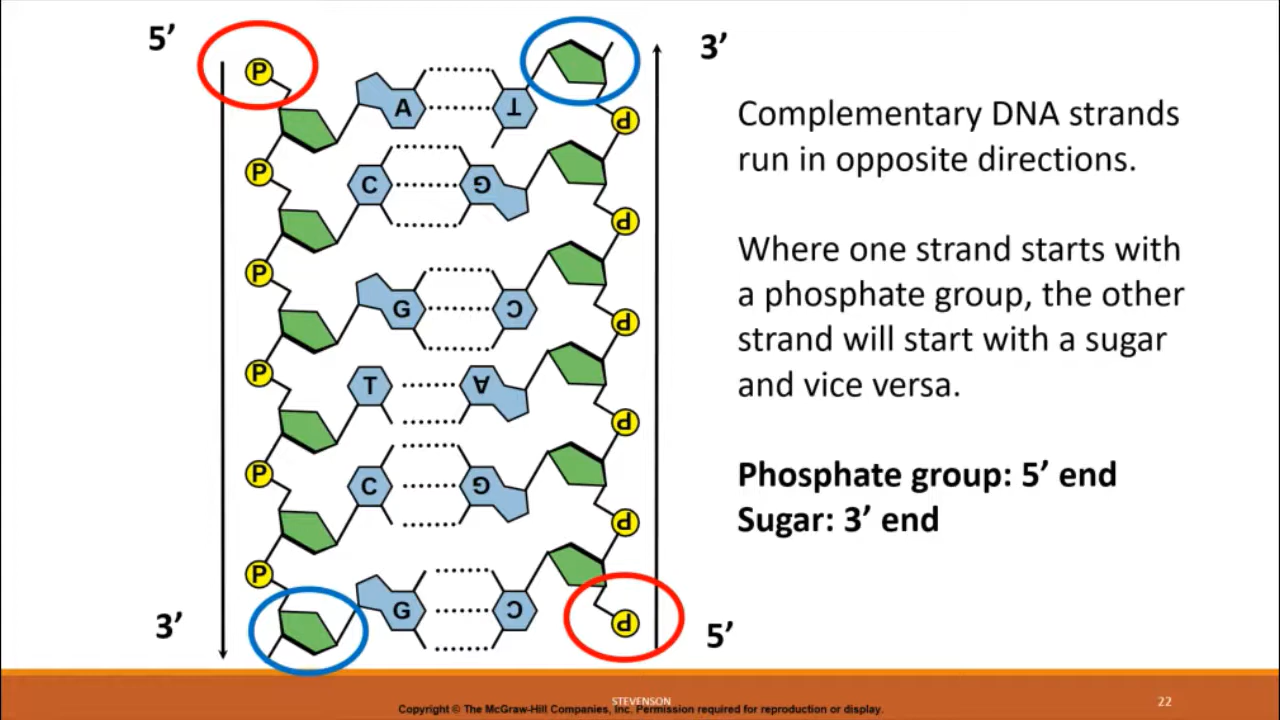 5’
3’
P
A T
P
P
C G
P
P
P
G C
P
P
T A
P
P
C G
P
P
G C
P
3’
5’
Complementary DNA strands
run in opposite directions.
Where one strand starts with
a phosphate group, the other
strand will start with a sugar
and vice versa.
Phosphate group: 5’ end
Sugar: 3’ end
STEVENSON
22
Copyright © The McGraw-Hill Companies, Inc. Permission required for reproduction or display.